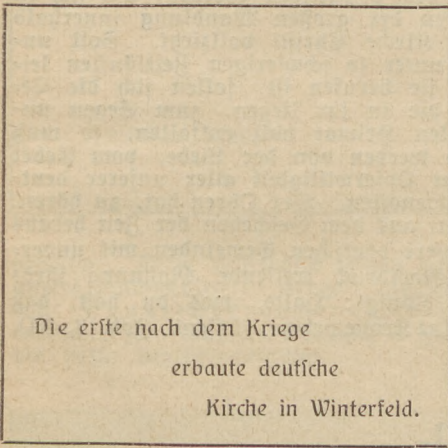 Die erſte nach dem Kriege
erbaute deutſche
Kirche in Winterfeld.